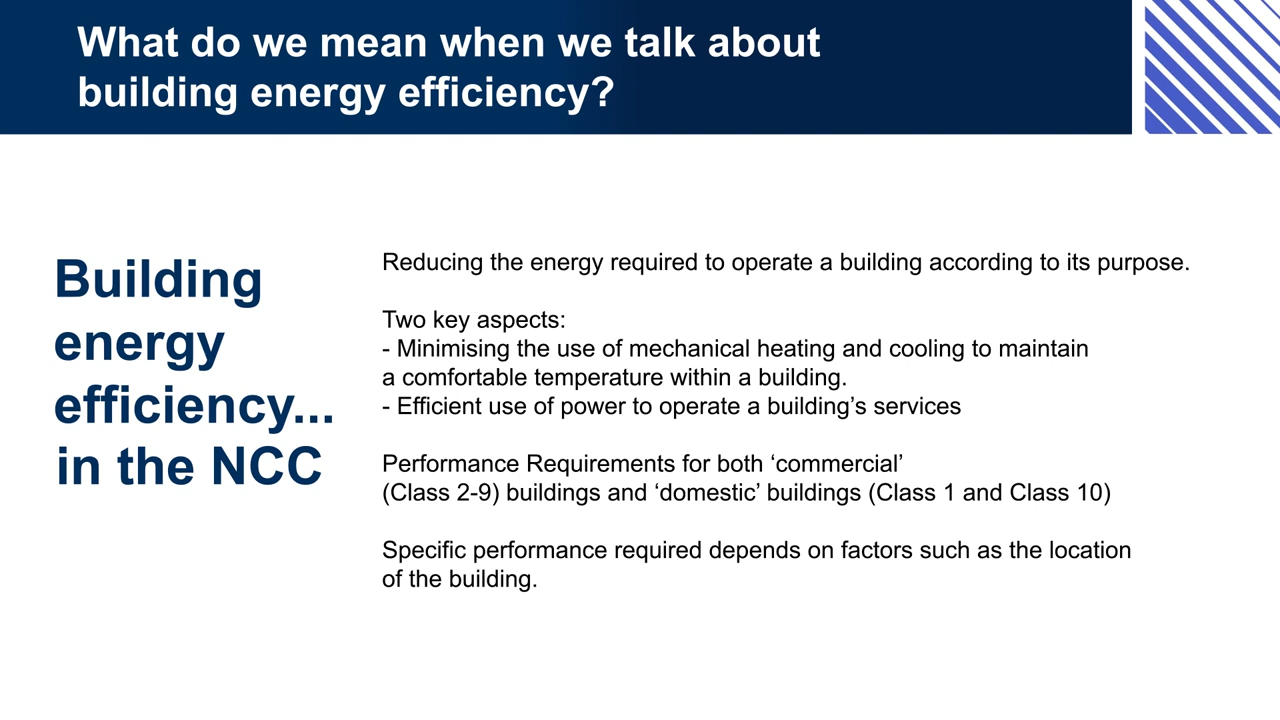 What do we mean when we talk about
building energy efficiency?
Building
energy
efficiency...
in the NCC
Reducing the energy required to operate a building according to its purpose.
Two key aspects:
- Minimising the use of mechanical heating and cooling to maintain
a comfortable temperature within a building.
- Efficient use of power to operate a building’s services
Performance Requirements for both ‘commercial’
(Class 2-9) buildings and ‘domestic’ buildings (Class 1 and Class 10)
Specific performance required depends on factors such as the location
of the building.